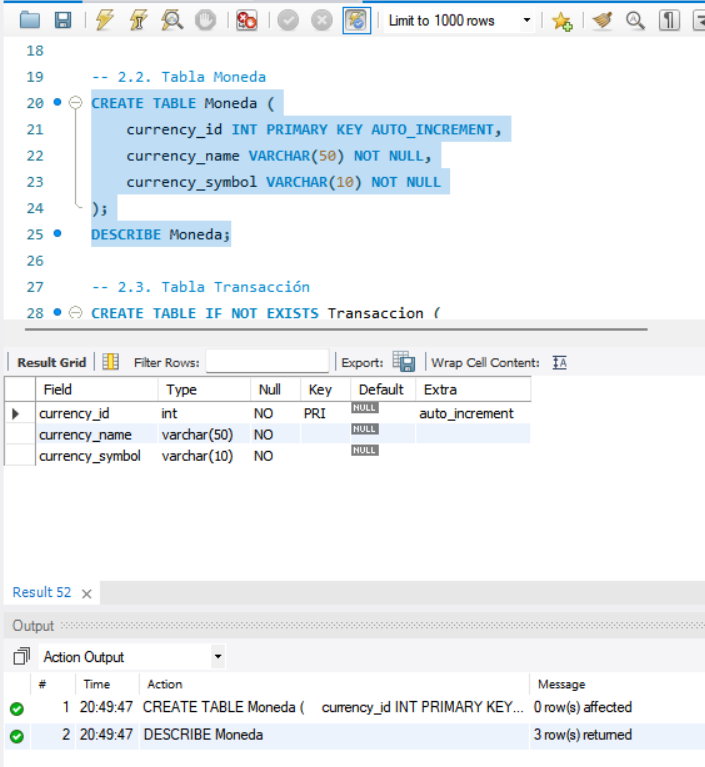 Limit to 1000 rows
18
19 -- 2.2. Tabla Moneda
20 CREATE TABLE Moneda (
21 currency_id INT PRIMARY KEY AUTO_INCREMENT,
22 currency_name VARCHAR(50) NOT NULL,
23 currency_symbol VARCHAR(10) NOT NULL
24 );
25 DESCRIBE Moneda;
26
27 -- 2.3. Tabla Transacción
28 CREATE TABLE IF NOT EXISTS Transaccion (
Result Grid Filter Rows: Export: Wrap Cell Content: IA
Field Type Null Key Default Extra
currency_id int NO PRI NULL auto_increment
currency_name varchar(50) NO NULL
currency_symbol varchar(10) NO NULL
Result 52 ×
Output
Action Output
# Time Action Message
1 20:49:47 CREATE TABLE Moneda ( currency_id INT PRIMARY KEY... 0 row(s) affected
2 20:49:47 DESCRIBE Moneda 3 row(s) returned